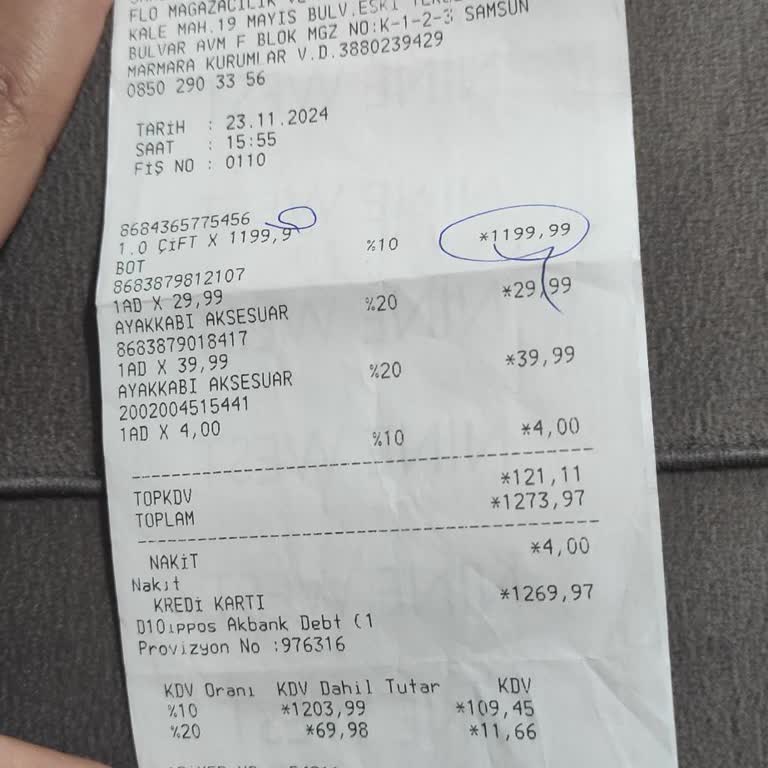 FLO MAGAZACILIK
KALE MAH.19 MAYIS BULV.ESKİ
BULVAR AVM F BLOK MGZ NO:K-1-2-3 SAMSUN
MARMARA KURUMLAR V.D.3880239429
0850 290 33 56
TARİH : 23.11.2024
SAAT : 15:55
FİŞ NO : 0110
8684365775456
1.0 ÇİFT X 1199,9 %10 *1199,99
BOT
8683879812107
1AD X 29,99 %20 *29,99
AYAKKABI AKSESUAR
8683879018417
1AD X 39,99 %20 *39,99
AYAKKABI AKSESUAR
2002004515441
1AD X 4,00 %10 *4,00
TOPKDV *121,11
TOPLAM *1273,97
NAKİT *4,00
Nakit
KREDİ KARTI *1269,97
D10ippos Akbank Debt (1
Provizyon No :976316
KDV Oranı KDV Dahil Tutar KDV
%10 *1203,99 *109,45
%20 *69,98 *11,66